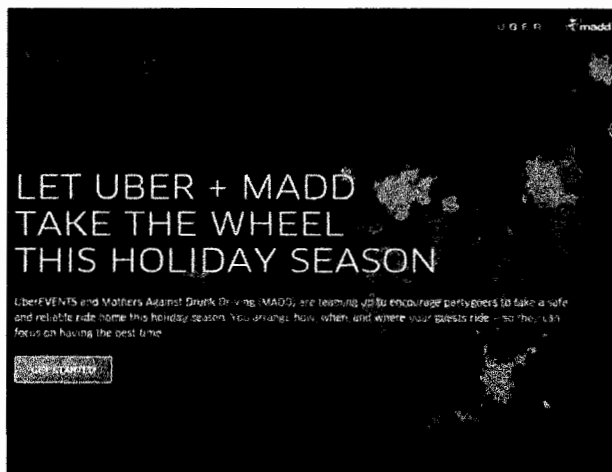 UBER madd
LET UBER + MADD
TAKE THE WHEEL
THIS HOLIDAY SEASON
UberEVENTS and Mothers Against Drunk Driving (MADD) are teaming up to encourage partygoers to take a safe
and reliable ride home this holiday season. You arrange how, when, and where your guests ride – so they can
focus on having the best time.
GET STARTED